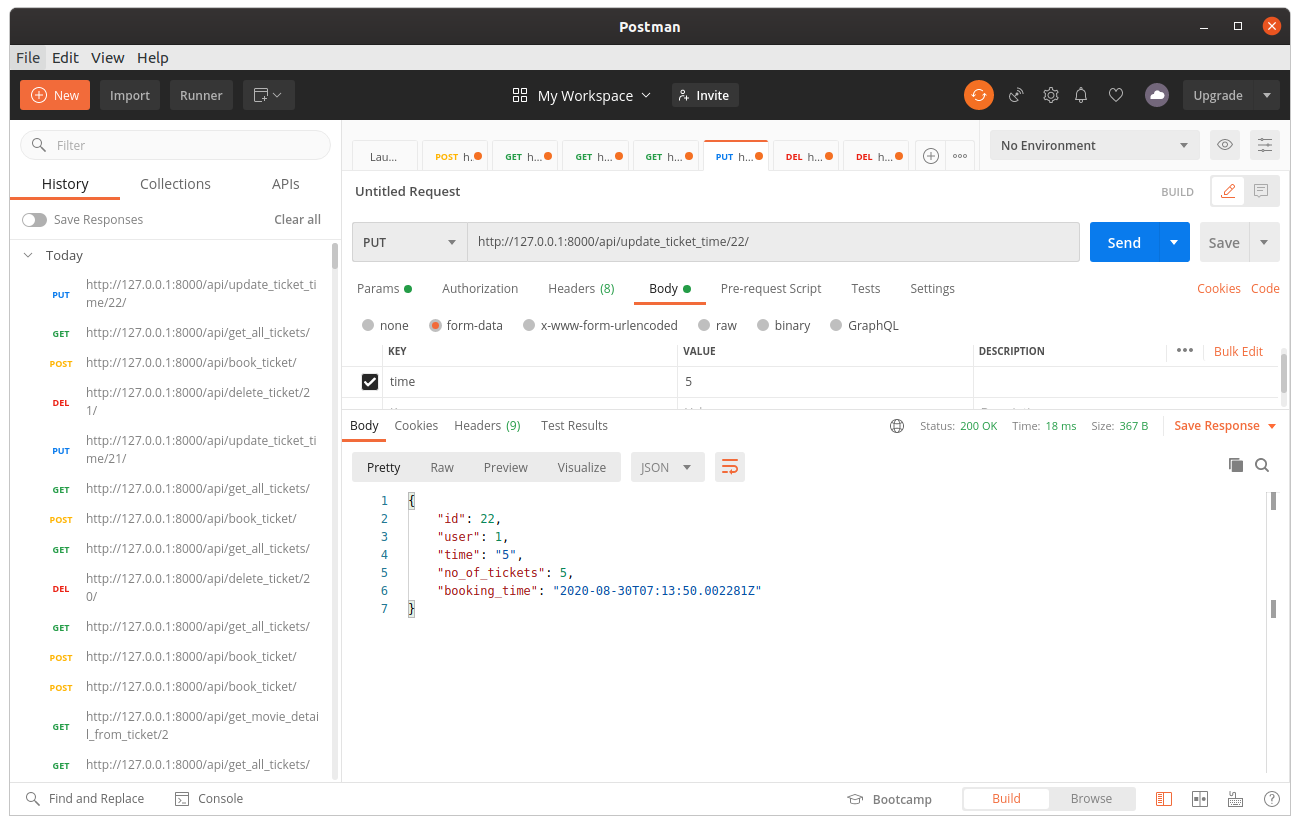 Postman
File Edit View Help
New Import Runner My Workspace Invite Upgrade
Filter
History Collections APIs
Save Responses Clear all
Today
PUT http://127.0.0.1:8000/api/update_ticket_ti
me/22/
GET http://127.0.0.1:8000/api/get_all_tickets/
POST http://127.0.0.1:8000/api/book_ticket/
DEL http://127.0.0.1:8000/api/delete_ticket/2
1/
PUT http://127.0.0.1:8000/api/update_ticket_ti
me/21/
GET http://127.0.0.1:8000/api/get_all_tickets/
POST http://127.0.0.1:8000/api/book_ticket/
GET http://127.0.0.1:8000/api/get_all_tickets/
DEL http://127.0.0.1:8000/api/delete_ticket/2
0/
GET http://127.0.0.1:8000/api/get_all_tickets/
POST http://127.0.0.1:8000/api/book_ticket/
POST http://127.0.0.1:8000/api/book_ticket/
GET http://127.0.0.1:8000/api/get_movie_detai
l_from_ticket/2
GET http://127.0.0.1:8000/api/get_all_tickets/
Lau... POST h. GET h... GET h... GET h... PUT h... DEL h... DEL h... No Environment
Untitled Request BUILD
PUT http://127.0.0.1:8000/api/update_ticket_time/22/ Send Save
Params Authorization Headers (8) Body Pre-request Script Tests Settings Cookies Code
none form-data x-www-form-urlencoded raw binary GraphQL
KEY VALUE DESCRIPTION ••• Bulk Edit
time 5
Body Cookies Headers (9) Test Results Status: 200 OK Time: 18 ms Size: 367 B Save Response
Pretty Raw Preview Visualize JSON
1 {
2 "id": 22,
3 "user": 1,
4 "time": "5",
5 "no_of_tickets": 5,
6 "booking_time": "2020-08-30T07:13:50.002281Z"
7 }
Find and Replace Console Bootcamp Build Browse